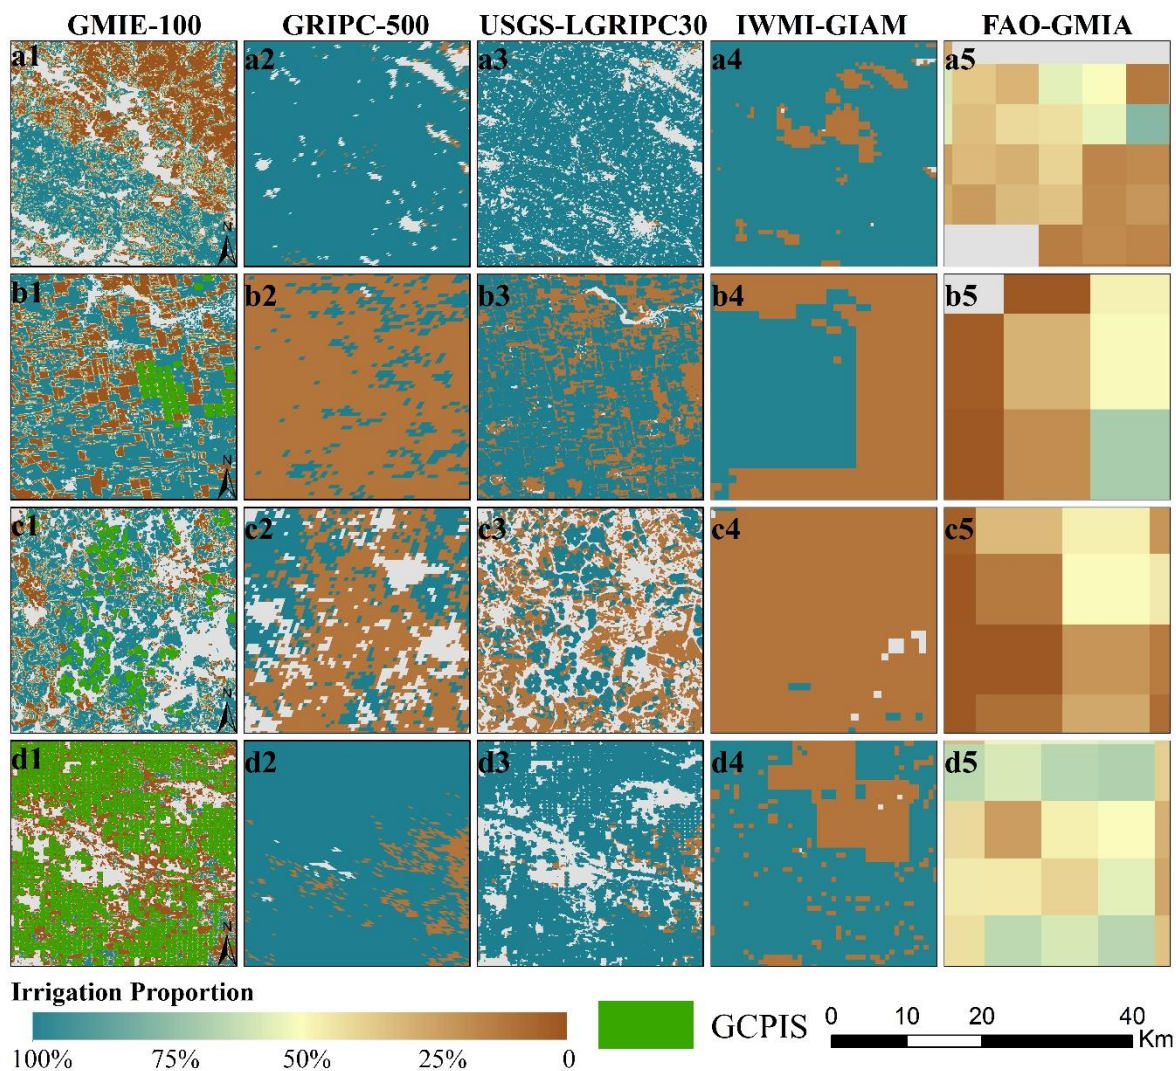 GMIE-100 GRIPC-500 USGS-LGRIPC30 IWMI-GIAM FAO-GMIA
a1 a2 a3 a4 a5
N
b1 b2 b3 b4 b5
N
c1 c2 c3 c4 c5
N
d1 d2 d3 d4 d5
N
Irrigation Proportion
100% 75% 50% 25% 0
GCPIS
0 10 20 40
Km